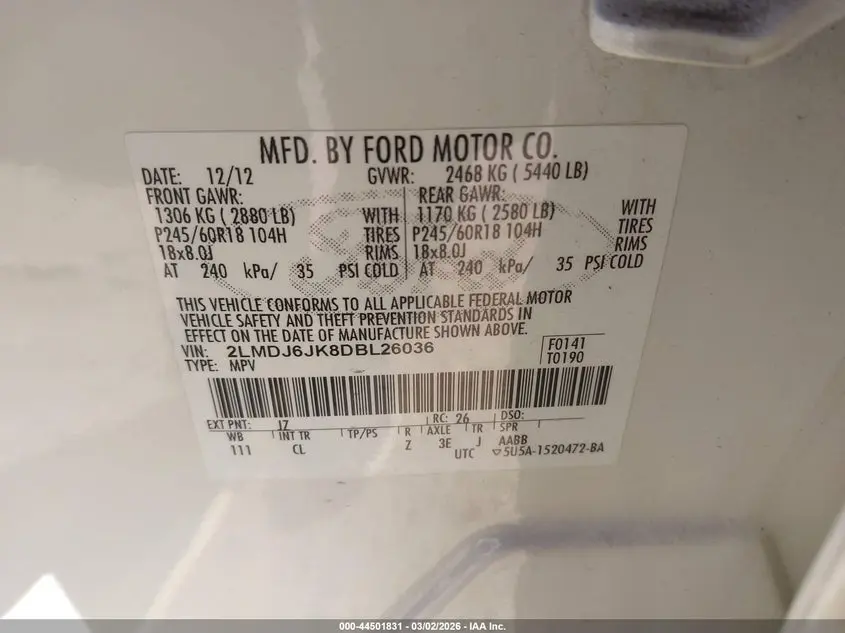 MFD. BY FORD MOTOR CO.
DATE: 12/12 GVWR: 2468 KG ( 5440 LB)
FRONT GAWR: REAR GAWR:
1306 KG ( 2880 LB) WITH 1170 KG ( 2580 LB) WITH
P245/60R18 104H TIRES P245/60R18 104H TIRES
18x8.0J RIMS 18x8.0J RIMS
AT 240 kPa/ 35 PSI COLD AT 240 kPa/ 35 PSI COLD
THIS VEHICLE CONFORMS TO ALL APPLICABLE FEDERAL MOTOR
VEHICLE SAFETY AND THEFT PREVENTION STANDARDS IN
EFFECT ON THE DATE OF MANUFACTURE SHOWN ABOVE.
VIN: 2LMDJ6JK8DBL26036 F0141
TYPE: MPV T0190
EXT PNT: JZ RC: 26 DSO:
WB INT TR TP/PS R AXLE TR SPR
111 CL Z 3E J AABB
UTC ▽5U5A-1520472-BA
000-44501831 - 03/02/2026 - IAA Inc.